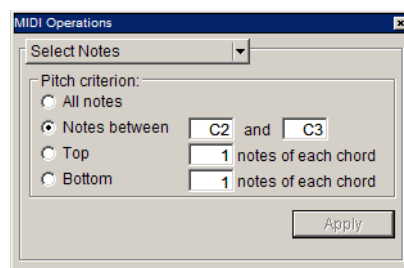 MIDI Operations
Select Notes
Pitch criterion:
All notes
Notes between C2 and C3
Top 1 notes of each chord
Bottom 1 notes of each chord
Apply